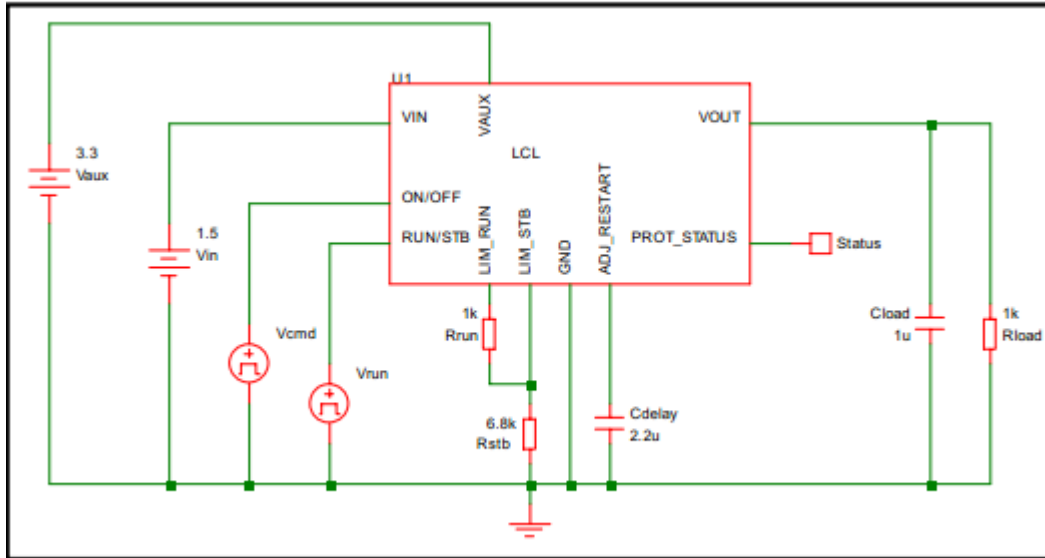 U1
VIN
VAUX
VOUT
LCL
3.3
Vaux
ON/OFF
RUN/STB
LIM_RUN
LIM_STB
GND
ADJ_RESTART
PROT_STATUS
Status
1.5
Vin
1k
Rrun
Cload
1u
1k
Rload
Vcmd
Vrun
6.8k
Rstb
Cdelay
2.2u